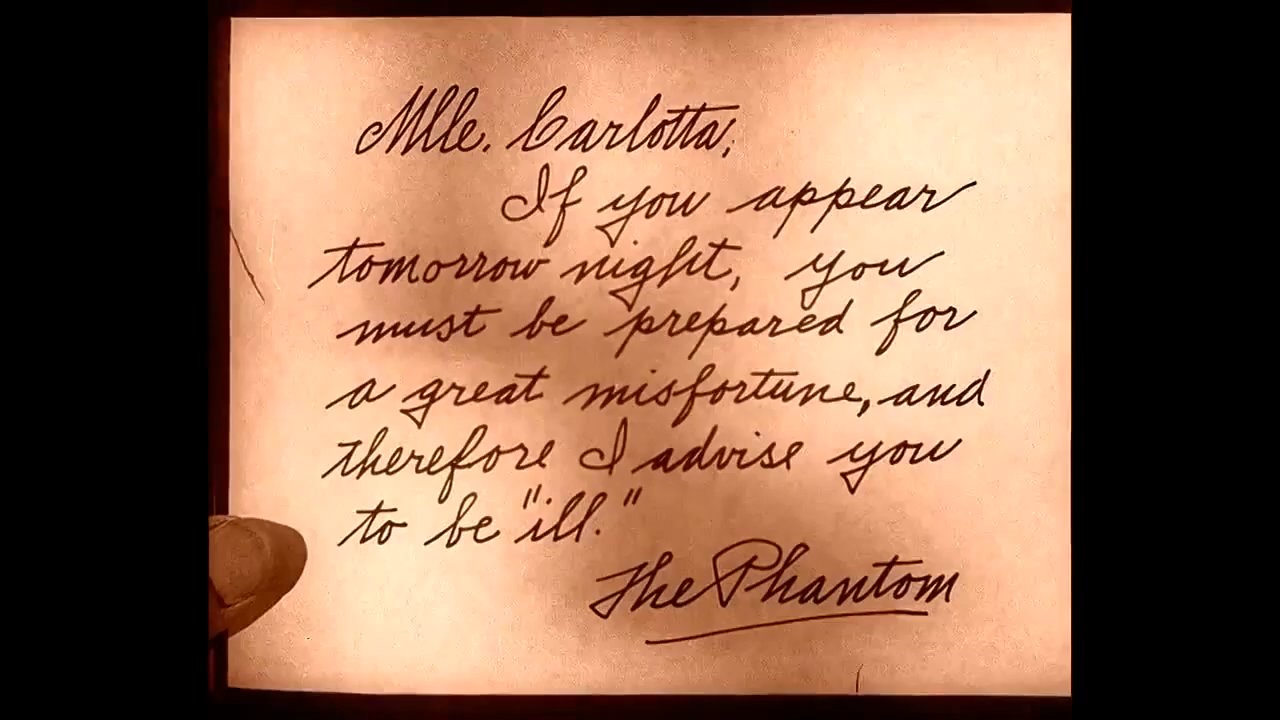 Mlle. Carlotta;
If you appear
tomorrow night, you
must be prepared for
a great misfortune, and
therefore I advise you
to be "ill."
The Phantom